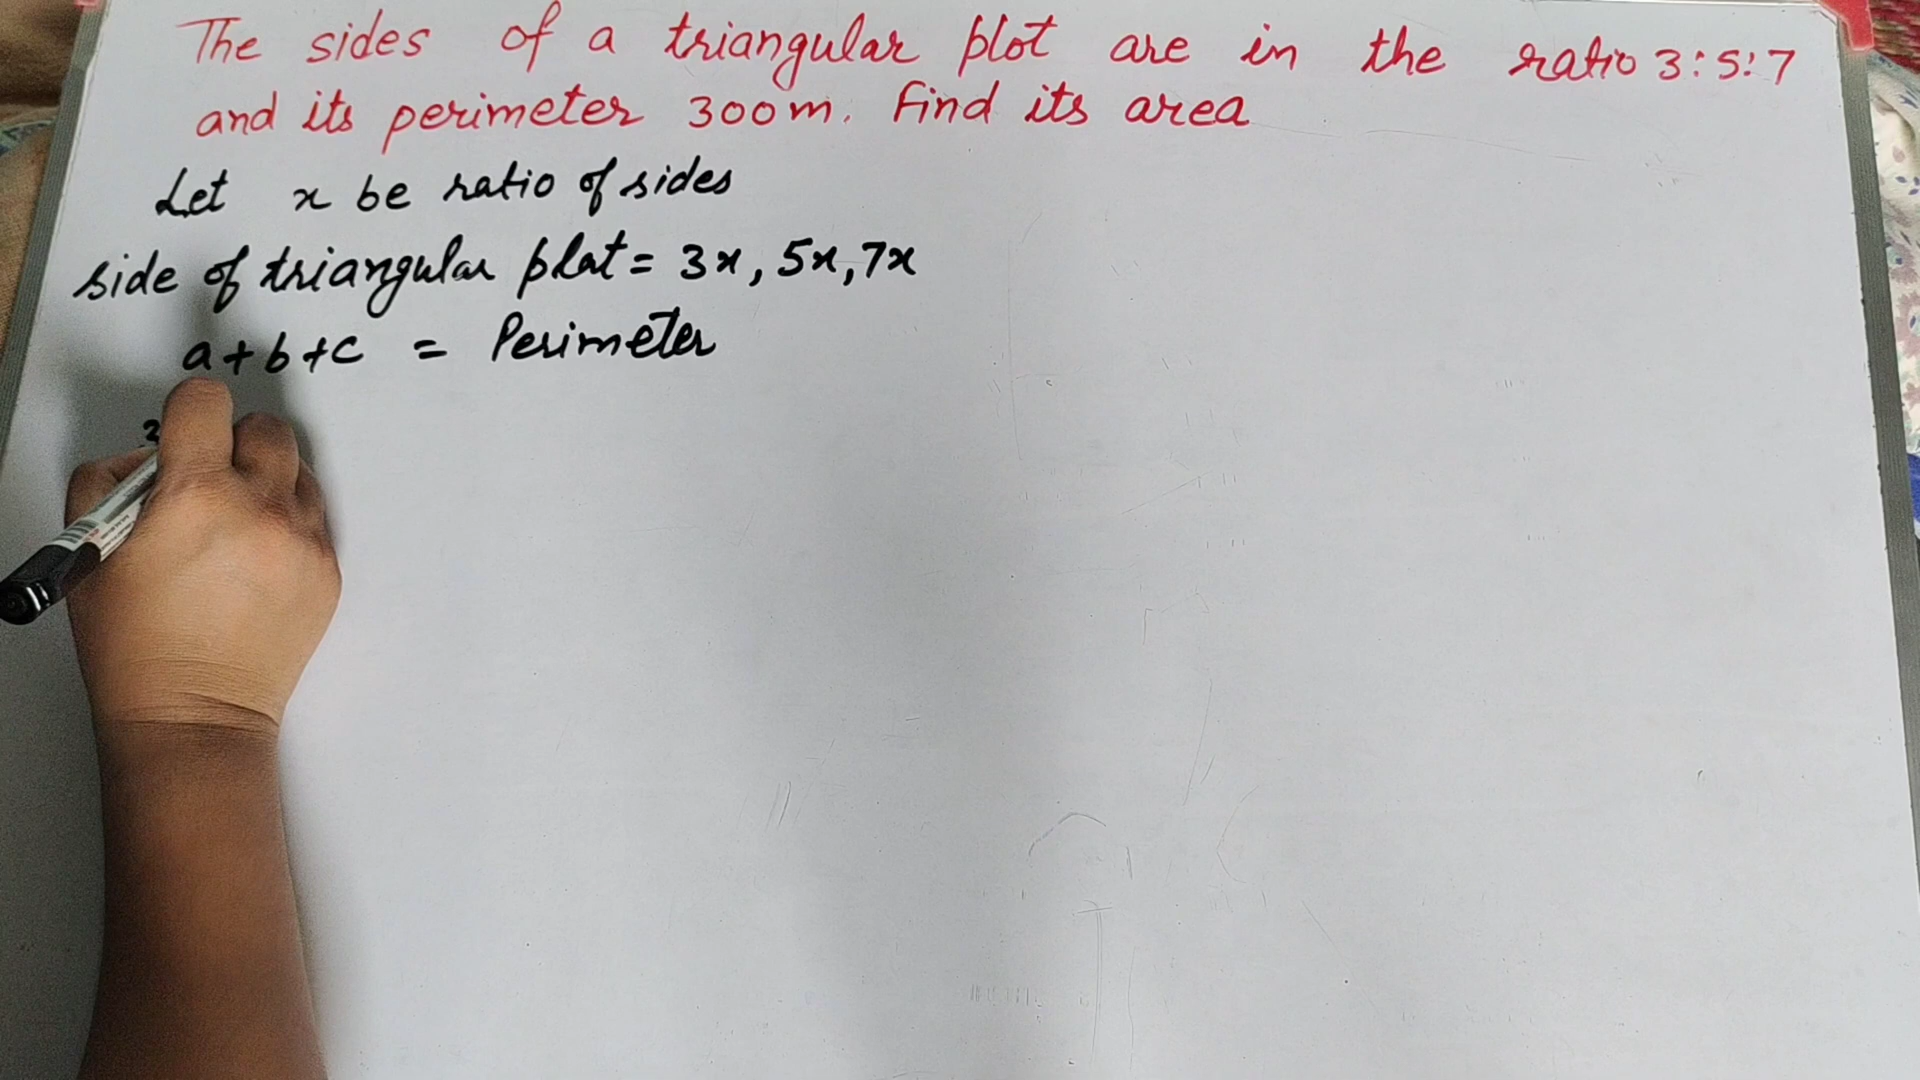 The sides of a triangular plot are in the ratio 3:5:7
and its perimeter 300m. Find its area
Let x be ratio of sides
side of triangular plot = 3x, 5x, 7x
a+b+c = Perimeter